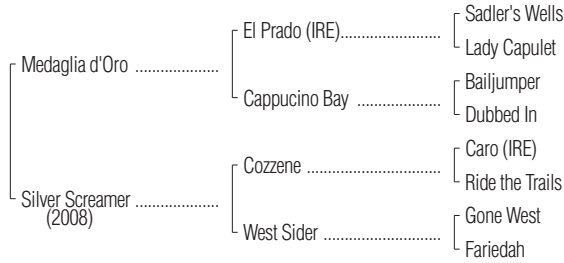 Sadler's Wells
El Prado (IRE)....................
Lady Capulet
Medaglia d'Oro .................
Bailjumper
Cappucino Bay .................
Dubbed In
Caro (IRE)
Cozzene ...........................
Ride the Trails
Silver Screamer .................
(2008)
Gone West
West Sider ........................
Fariedah